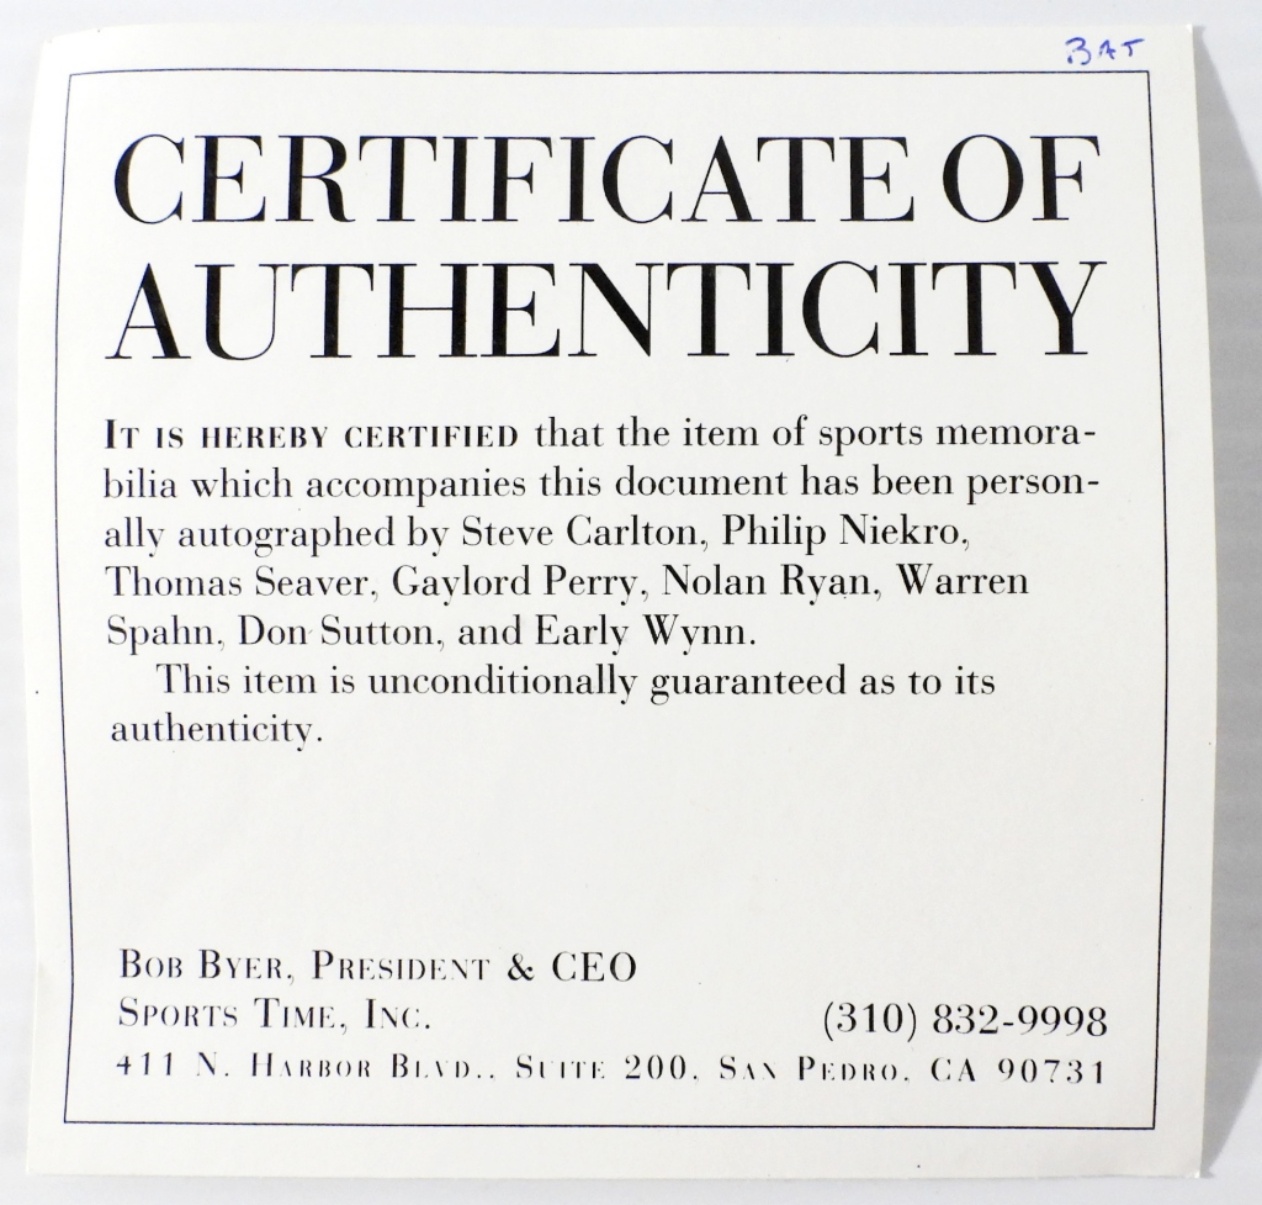 BAT
CERTIFICATE OF
AUTHENTICITY
IT IS HEREBY CERTIFIED that the item of sports memora-
bilia which accompanies this document has been person-
ally autographed by Steve Carlton, Philip Niekro,
Thomas Seaver, Gaylord Perry, Nolan Ryan, Warren
Spahn, Don Sutton, and Early Wynn.
This item is unconditionally guaranteed as to its
authenticity.
BOB BYER, PRESIDENT & CEO
SPORTS TIME, INC. (310) 832-9998
411 N. HARBOR BLVD., SUITE 200, SAN PEDRO, CA 90731